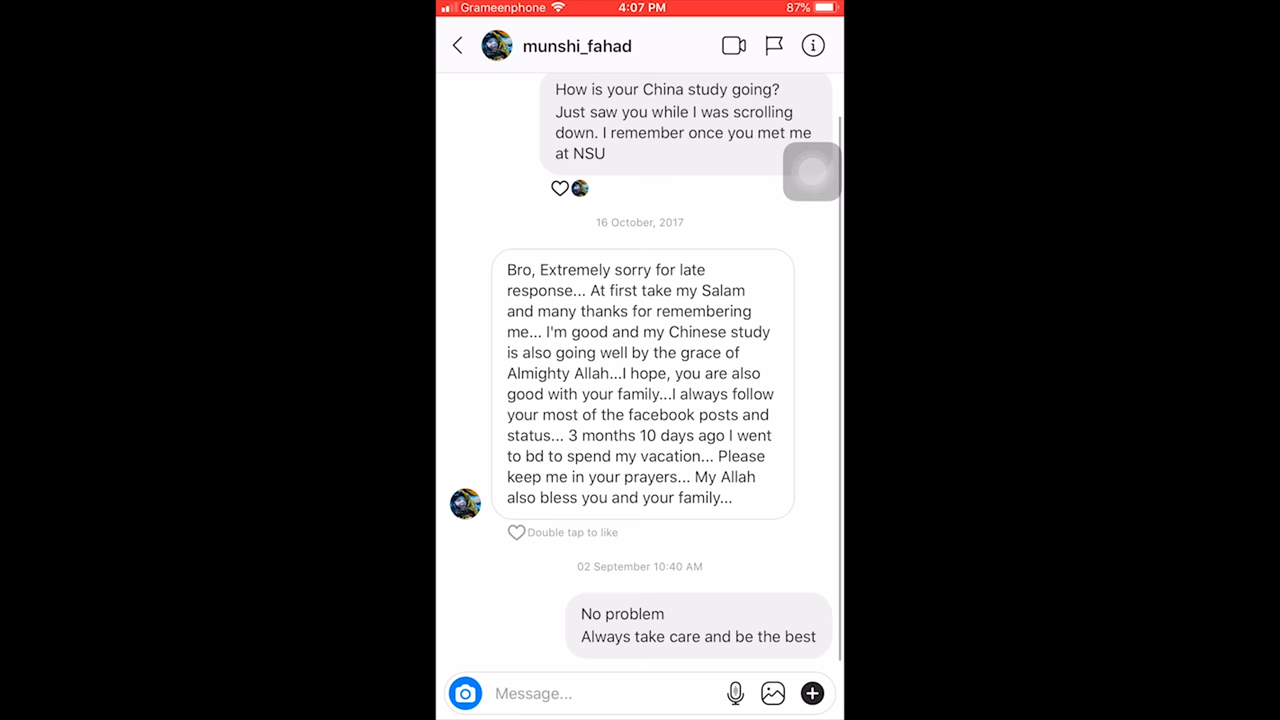 Grameenphone 4:07 PM 87%
munshi_fahad
How is your China study going?
Just saw you while I was scrolling
down. I remember once you met me
at NSU
16 October, 2017
Bro, Extremely sorry for late
response... At first take my Salam
and many thanks for remembering
me... I'm good and my Chinese study
is also going well by the grace of
Almighty Allah...I hope, you are also
good with your family...I always follow
your most of the facebook posts and
status... 3 months 10 days ago I went
to bd to spend my vacation... Please
keep me in your prayers... My Allah
also bless you and your family...
Double tap to like
02 September 10:40 AM
No problem
Always take care and be the best
Message...